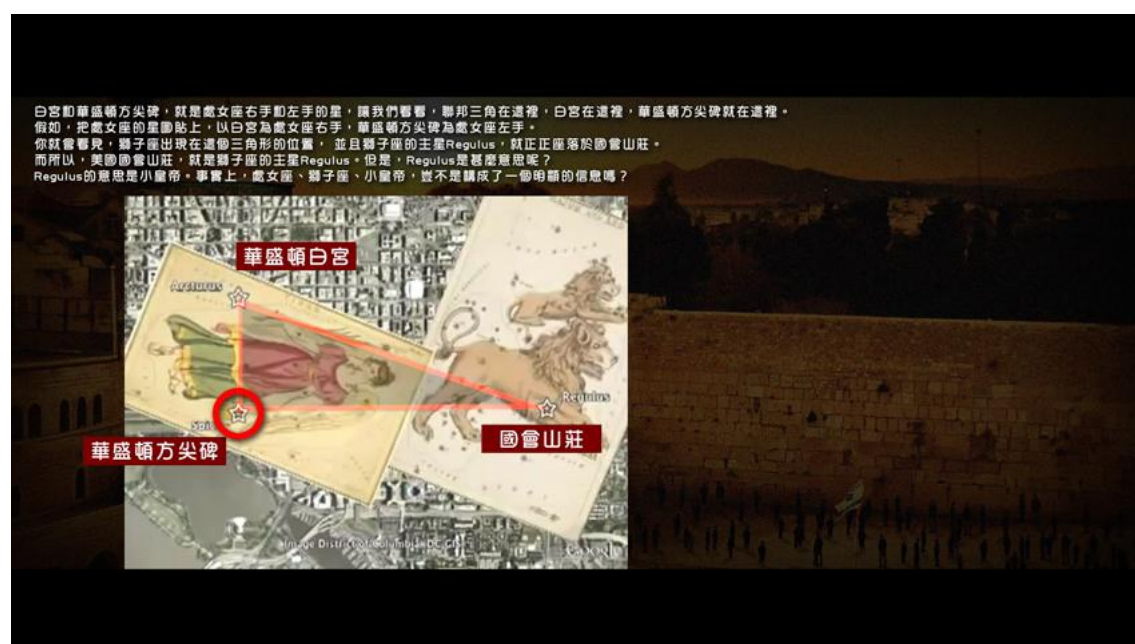 白宮和華盛頓方尖碑，就是處女座右手和左手的星，讓我們看看，聯邦三角在這裡，白宮在這裡，華盛頓方尖碑就在這裡。
假如，把處女座的星圖貼上，以白宮為處女座右手，華盛頓方尖碑為處女座左手。
你就會看見，獅子座出現在這個三角形的位置， 並且獅子座的主星Regulus，就正正座落於國會山莊。
而所以，美國國會山莊，就是獅子座的主星Regulus。但是，Regulus是甚麼意思呢？
Regulus的意思是小皇帝。事實上，處女座、獅子座、小皇帝，豈不是構成了一個明顯的信息嗎？
華盛頓白宮
Arcturus
Regulus
國會山莊
華盛頓方尖碑
Image District of Columbia (DC GIS)
Google